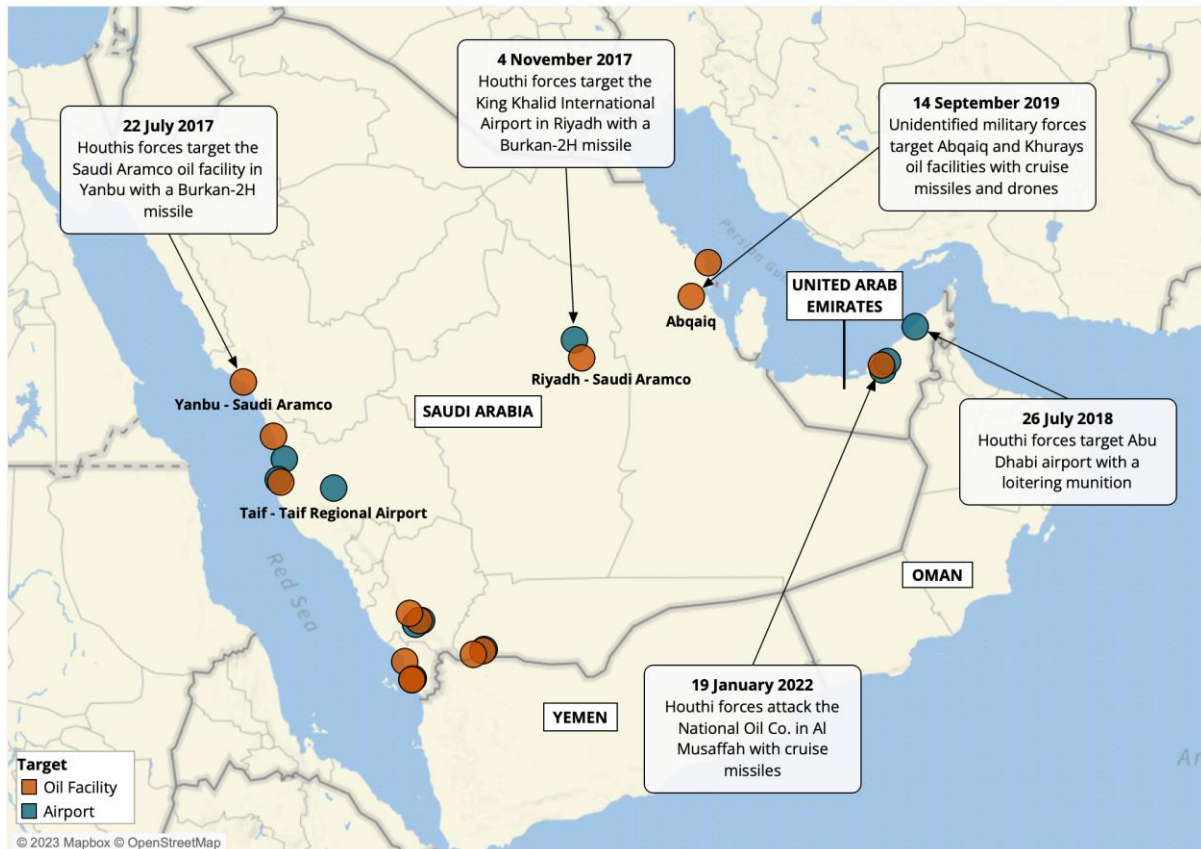 4 November 2017
Houthi forces target the
King Khalid International
Airport in Riyadh with a
Burkan-2H missile
14 September 2019
Unidentified military forces
target Abqaiq and Khurays
oil facilities with cruise
missiles and drones
22 July 2017
Houthis forces target the
Saudi Aramco oil facility in
Yanbu with a Burkan-2H
missile
Persian Gu
UNITED ARAB
EMIRATES
Abqaiq
Riyadh - Saudi Aramco
Yanbu - Saudi Aramco
SAUDI ARABIA
26 July 2018
Houthi forces target Abu
Dhabi airport with a
loitering munition
Taif - Taif Regional Airport
Red Sea
OMAN
19 January 2022
Houthi forces attack the
National Oil Co. in Al
Musaffah with cruise
missiles
YEMEN
Ar
Target
Oil Facility
Airport
© 2023 Mapbox © OpenStreetMap